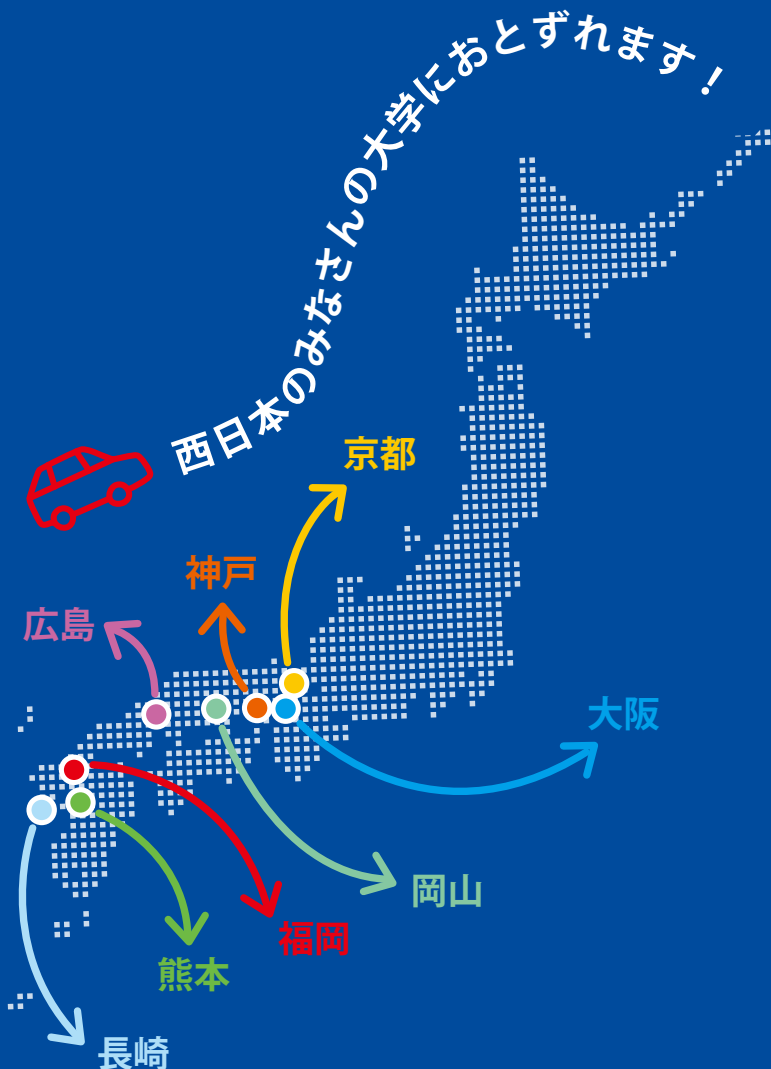 西日本のみなさんの大学におとずれます！
京都
神戸
広島
大阪
岡山
福岡
熊本
長崎